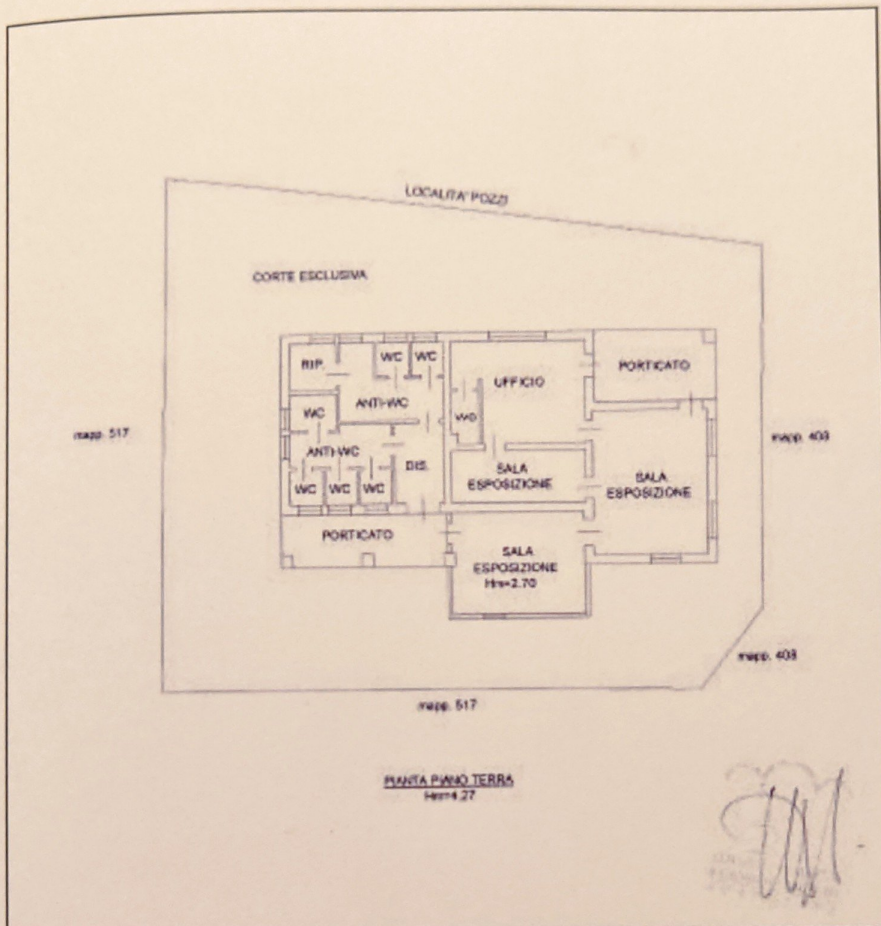 LOCALITA' POZZI
CORTE ESCLUSIVA
RIP.
WC
WC
PORTICATO
UFFICIO
ANTI-WC
WC
WC
mapp. 517
mapp. 403
ANTI-WC
DIS.
SALA
ESPOSIZIONE
SALA
ESPOSIZIONE
WC
WC
WC
PORTICATO
SALA
ESPOSIZIONE
Hm=2.70
mapp. 403
mapp. 517
PIANTA PIANO TERRA
Hm=4.27